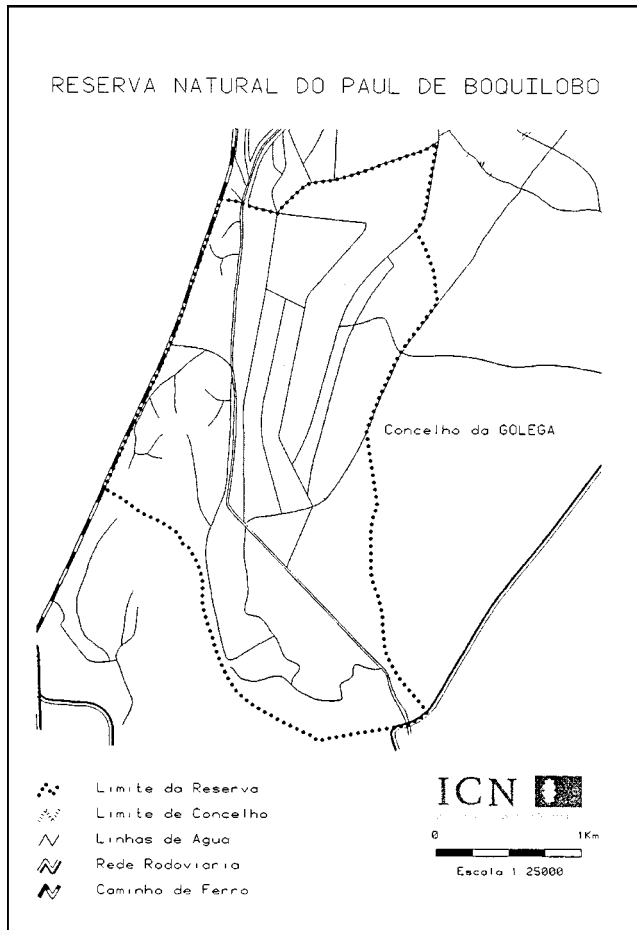 RESERVA NATURAL DO PAUL DE BOQUILOBO
Concelho da GOLEGA
Limite da Reserva
Limite de Concelho
Linhas de Agua
Rede Rodoviaria
Caminho de Ferro
ICN
0 1Km
Escala 1 25000